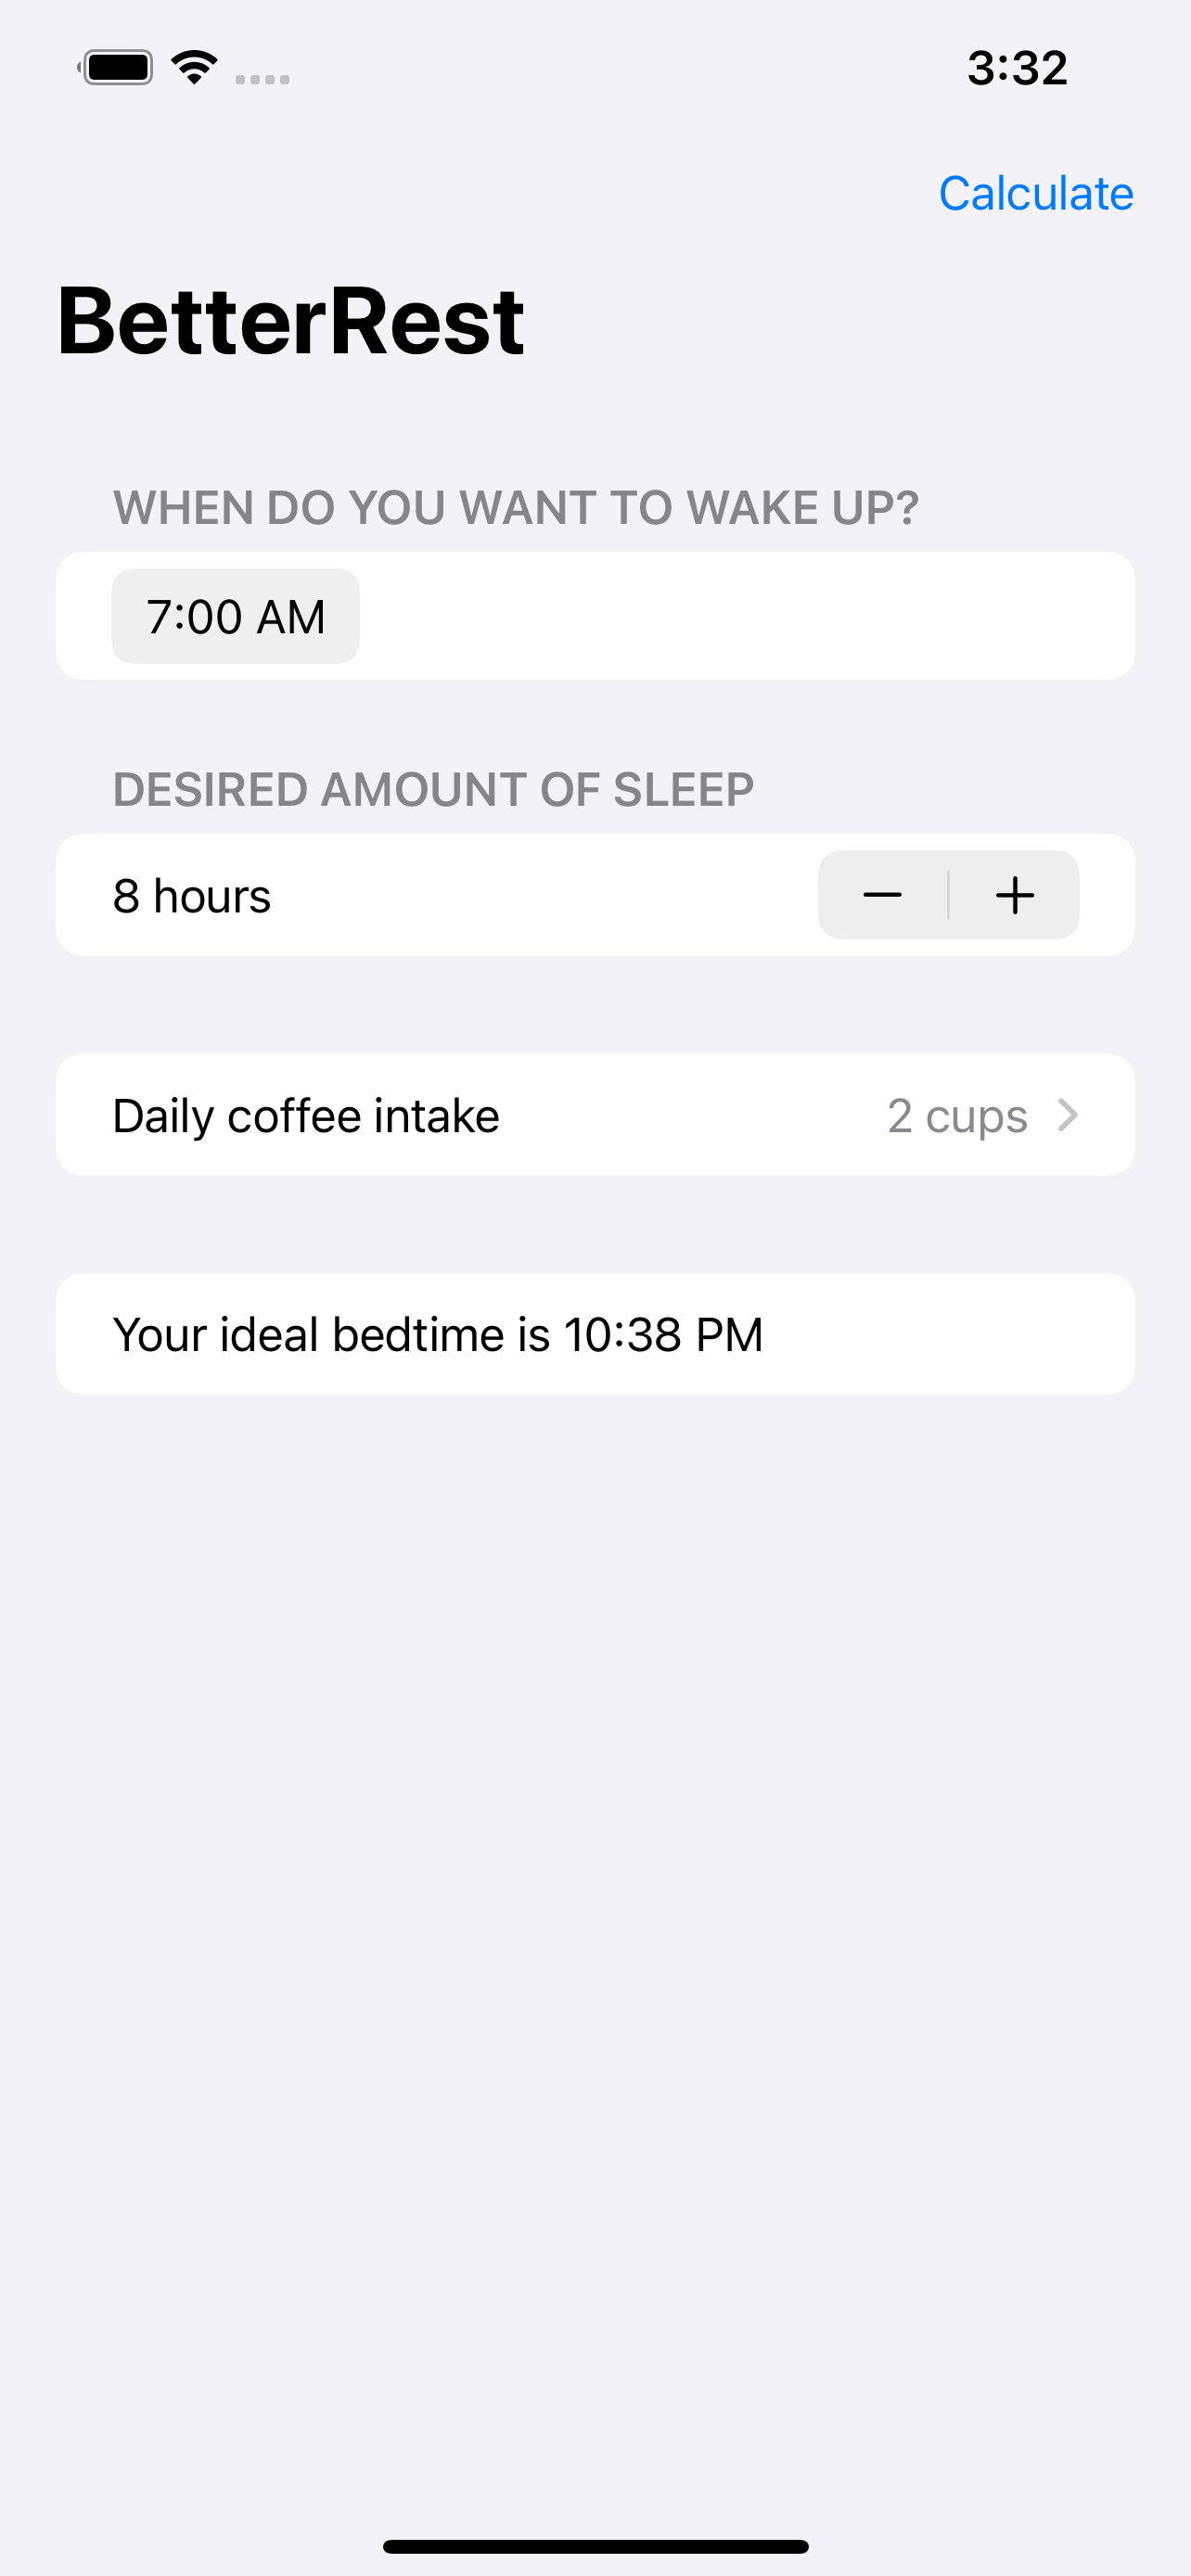 3:32
Calculate
BetterRest
WHEN DO YOU WANT TO WAKE UP?
7:00 AM
DESIRED AMOUNT OF SLEEP
8 hours
Daily coffee intake 2 cups
Your ideal bedtime is 10:38 PM